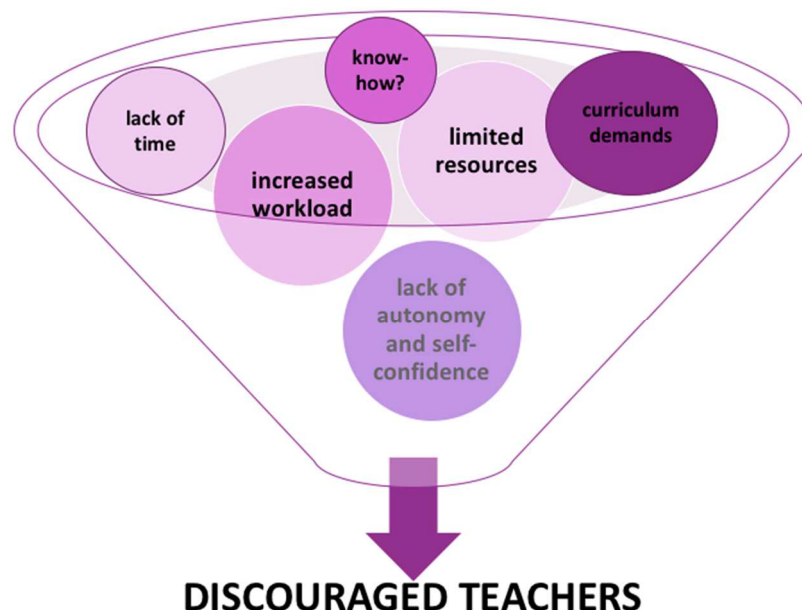 know-
how?
lack of
time
limited
resources
curriculum
demands
increased
workload
lack of
autonomy
and self-
confidence
DISCOURAGED TEACHERS